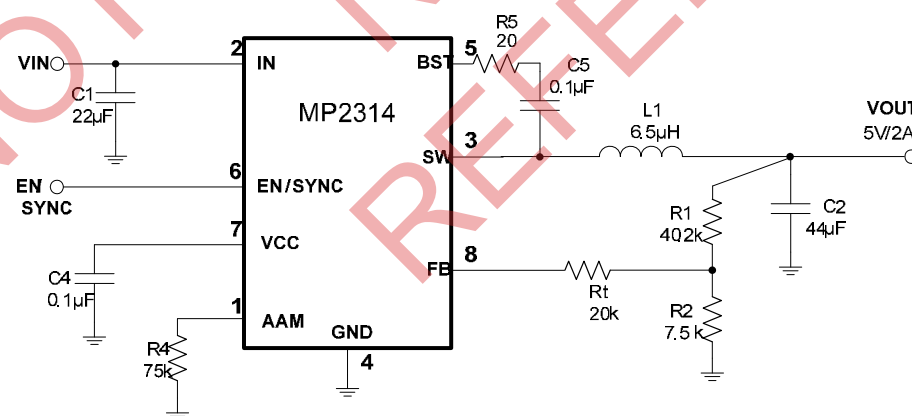 R5
20
2
5
VIN
IN
BST
C5
0.1µF
C1
22µF
MP2314
L1
6.5µH
VOUT
5V/2A
3
SW
6
EN
SYNC
EN/SYNC
R1
40.2k
C2
44µF
7
VCC
8
FB
C4
0.1µF
Rt
20k
R2
7.5k
1
AAM
GND
4
R4
75k
NOT
REFER